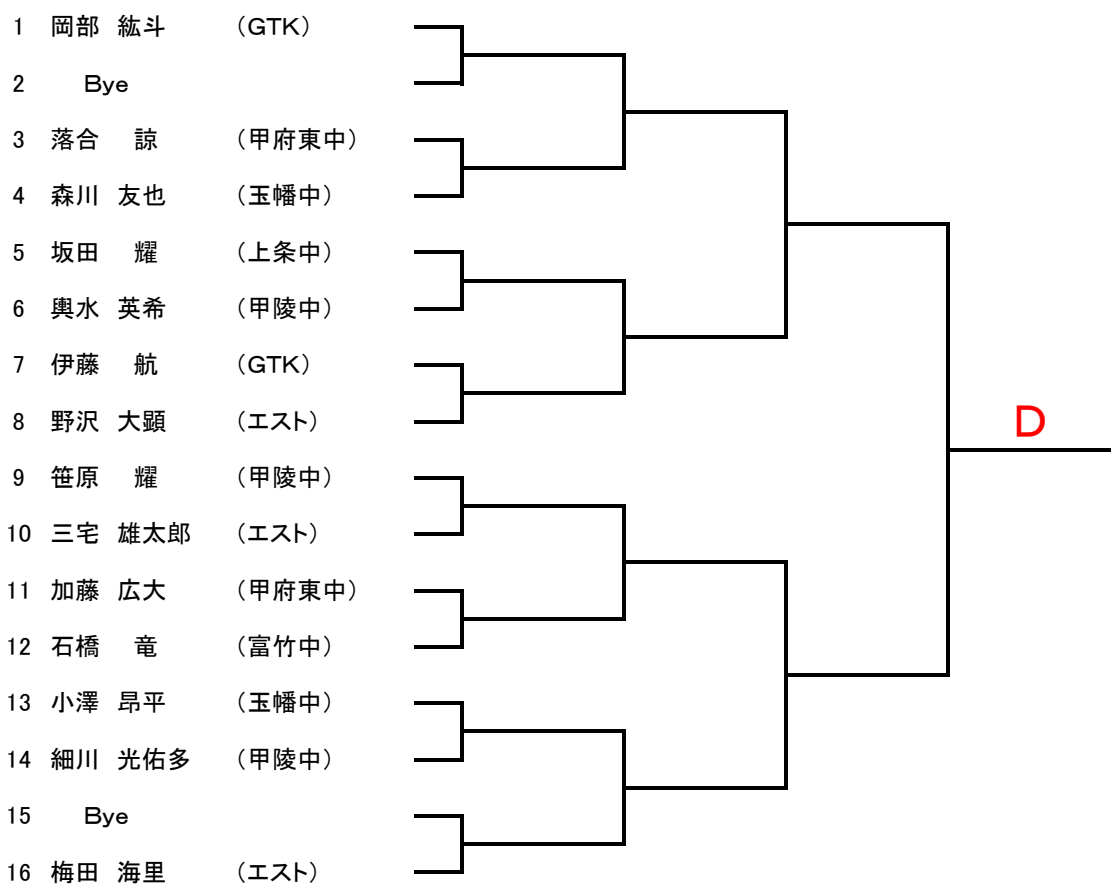 1 岡部 紘斗 (GTK)
2 Bye
3 落合 諒 (甲府東中)
4 森川 友也 (玉幡中)
5 坂田 耀 (上条中)
6 輿水 英希 (甲陵中)
7 伊藤 航 (GTK)
8 野沢 大顕 (エスト)
D
9 笹原 耀 (甲陵中)
10 三宅 雄太郎 (エスト)
11 加藤 広大 (甲府東中)
12 石橋 竜 (富竹中)
13 小澤 昂平 (玉幡中)
14 細川 光佑多 (甲陵中)
15 Bye
16 梅田 海里 (エスト)